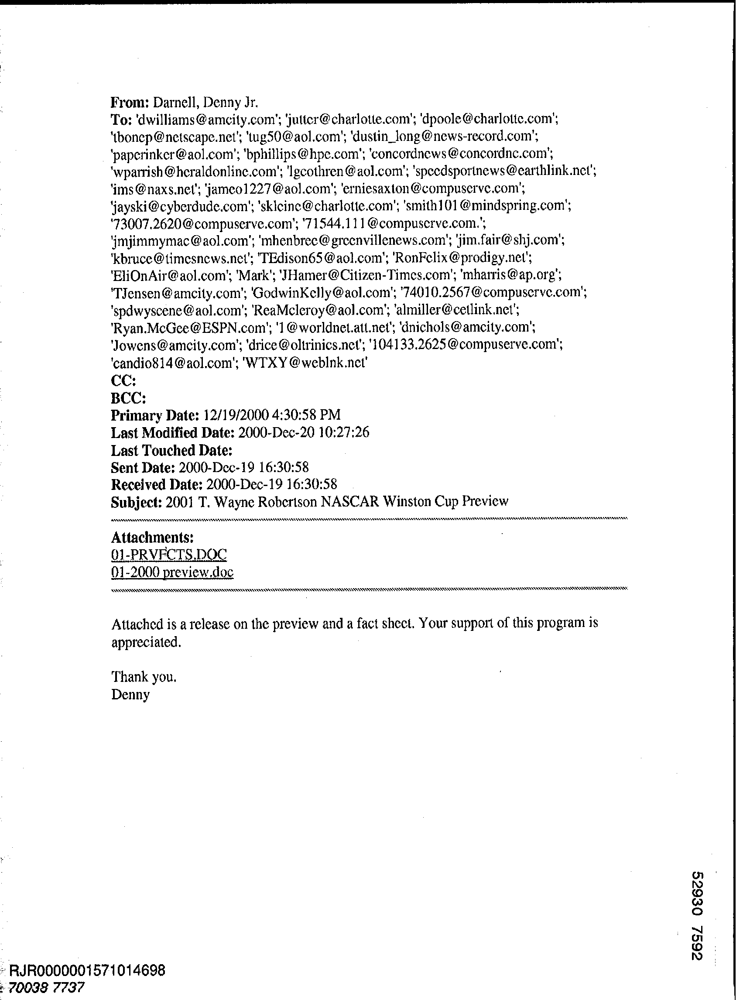 From: Darnell, Denny Jr.
To: 'dwilliams@amcity.com'; 'jutter@charlotte.com'; 'dpoole@charlotte.com';
'tbonep@netscape.net'; 'tug50@aol.com'; 'dustin_long@news-record.com';
'paperinker@aol.com'; 'bphillips@hpe.com'; 'concordnews@concordnc.com';
'wparrish@heraldonline.com'; 'lgcothren@aol.com'; 'speedsportnews@earthlink.net';
'ims@naxs.net'; 'jameo1227@aol.com'; 'erniesaxton@compuserve.com';
'jayski@cyberdude.com'; 'skleine@charlotte.com'; 'smith101@mindspring.com';
'73007.2620@compuserve.com'; '71544.111@compuserve.com.';
'jmjimmymac@aol.com'; 'mhenbree@greenvillenews.com'; 'jim.fair@shj.com';
'kbruce@timesnews.net'; 'TEdison65@aol.com'; 'RonFelix@prodigy.net';
'EliOnAir@aol.com'; 'Mark'; 'JHamer@Citizen-Times.com'; 'mharris@ap.org';
'TJensen@amcity.com'; 'GodwinKelly@aol.com'; '74010.2567@compuserve.com';
'spdwyscene@aol.com'; 'ReaMcleroy@aol.com'; 'almiller@cetlink.net';
'Ryan.McGee@ESPN.com'; '1@worldnet.att.net'; 'dnichols@amcity.com';
'Jowens@amcity.com'; 'drice@oltrinics.net'; '104133.2625@compuserve.com';
'candio814@aol.com'; 'WTXY@weblnk.net'
CC:
BCC:
Primary Date: 12/19/2000 4:30:58 PM
Last Modified Date: 2000-Dec-20 10:27:26
Last Touched Date:
Sent Date: 2000-Dec-19 16:30:58
Received Date: 2000-Dec-19 16:30:58
Subject: 2001 T. Wayne Robertson NASCAR Winston Cup Preview
Attachments:
01-PRVFCTS.DOC
01-2000 preview.doc
Attached is a release on the preview and a fact sheet. Your support of this program is
appreciated.
Thank you.
Denny
52930 7592
RJR0000001571014698
70038 7737